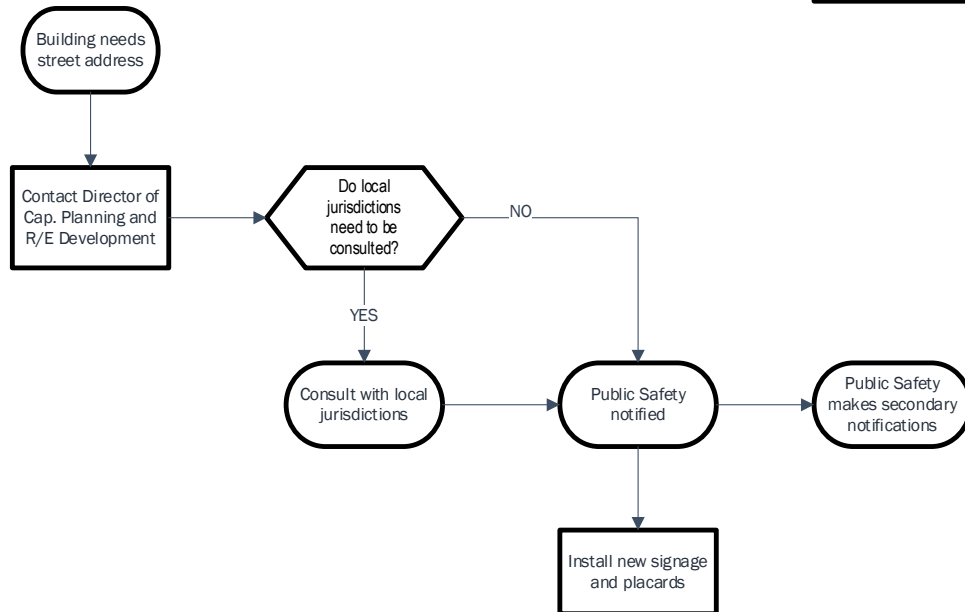 Building needs
street address
Contact Director of
Cap. Planning and
R/E Development
Do local
jurisdictions
need to be
consulted?
NO
YES
Consult with local
jurisdictions
Public Safety
notified
Public Safety
makes secondary
notifications
Install new signage
and placards